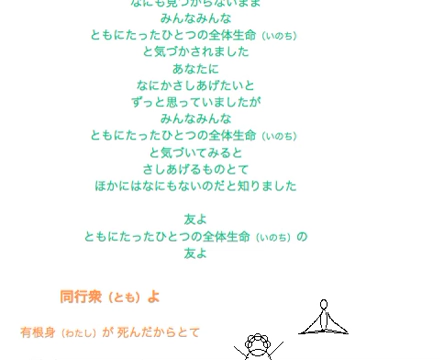 なにも見つからないまま
みんなみんな
ともにたったひとつの全体生命（いのち）
と気づかされました
あなたに
なにかさしあげたいと
ずっと思っていましたが
みんなみんな
ともにたったひとつの全体生命（いのち）
と気づいてみると
さしあげるものとて
ほかにはなにもないのだと知りました
友よ
ともにたったひとつの全体生命（いのち）の
友よ
同行衆（とも）よ
有根身（わたし）が 死んだからとて